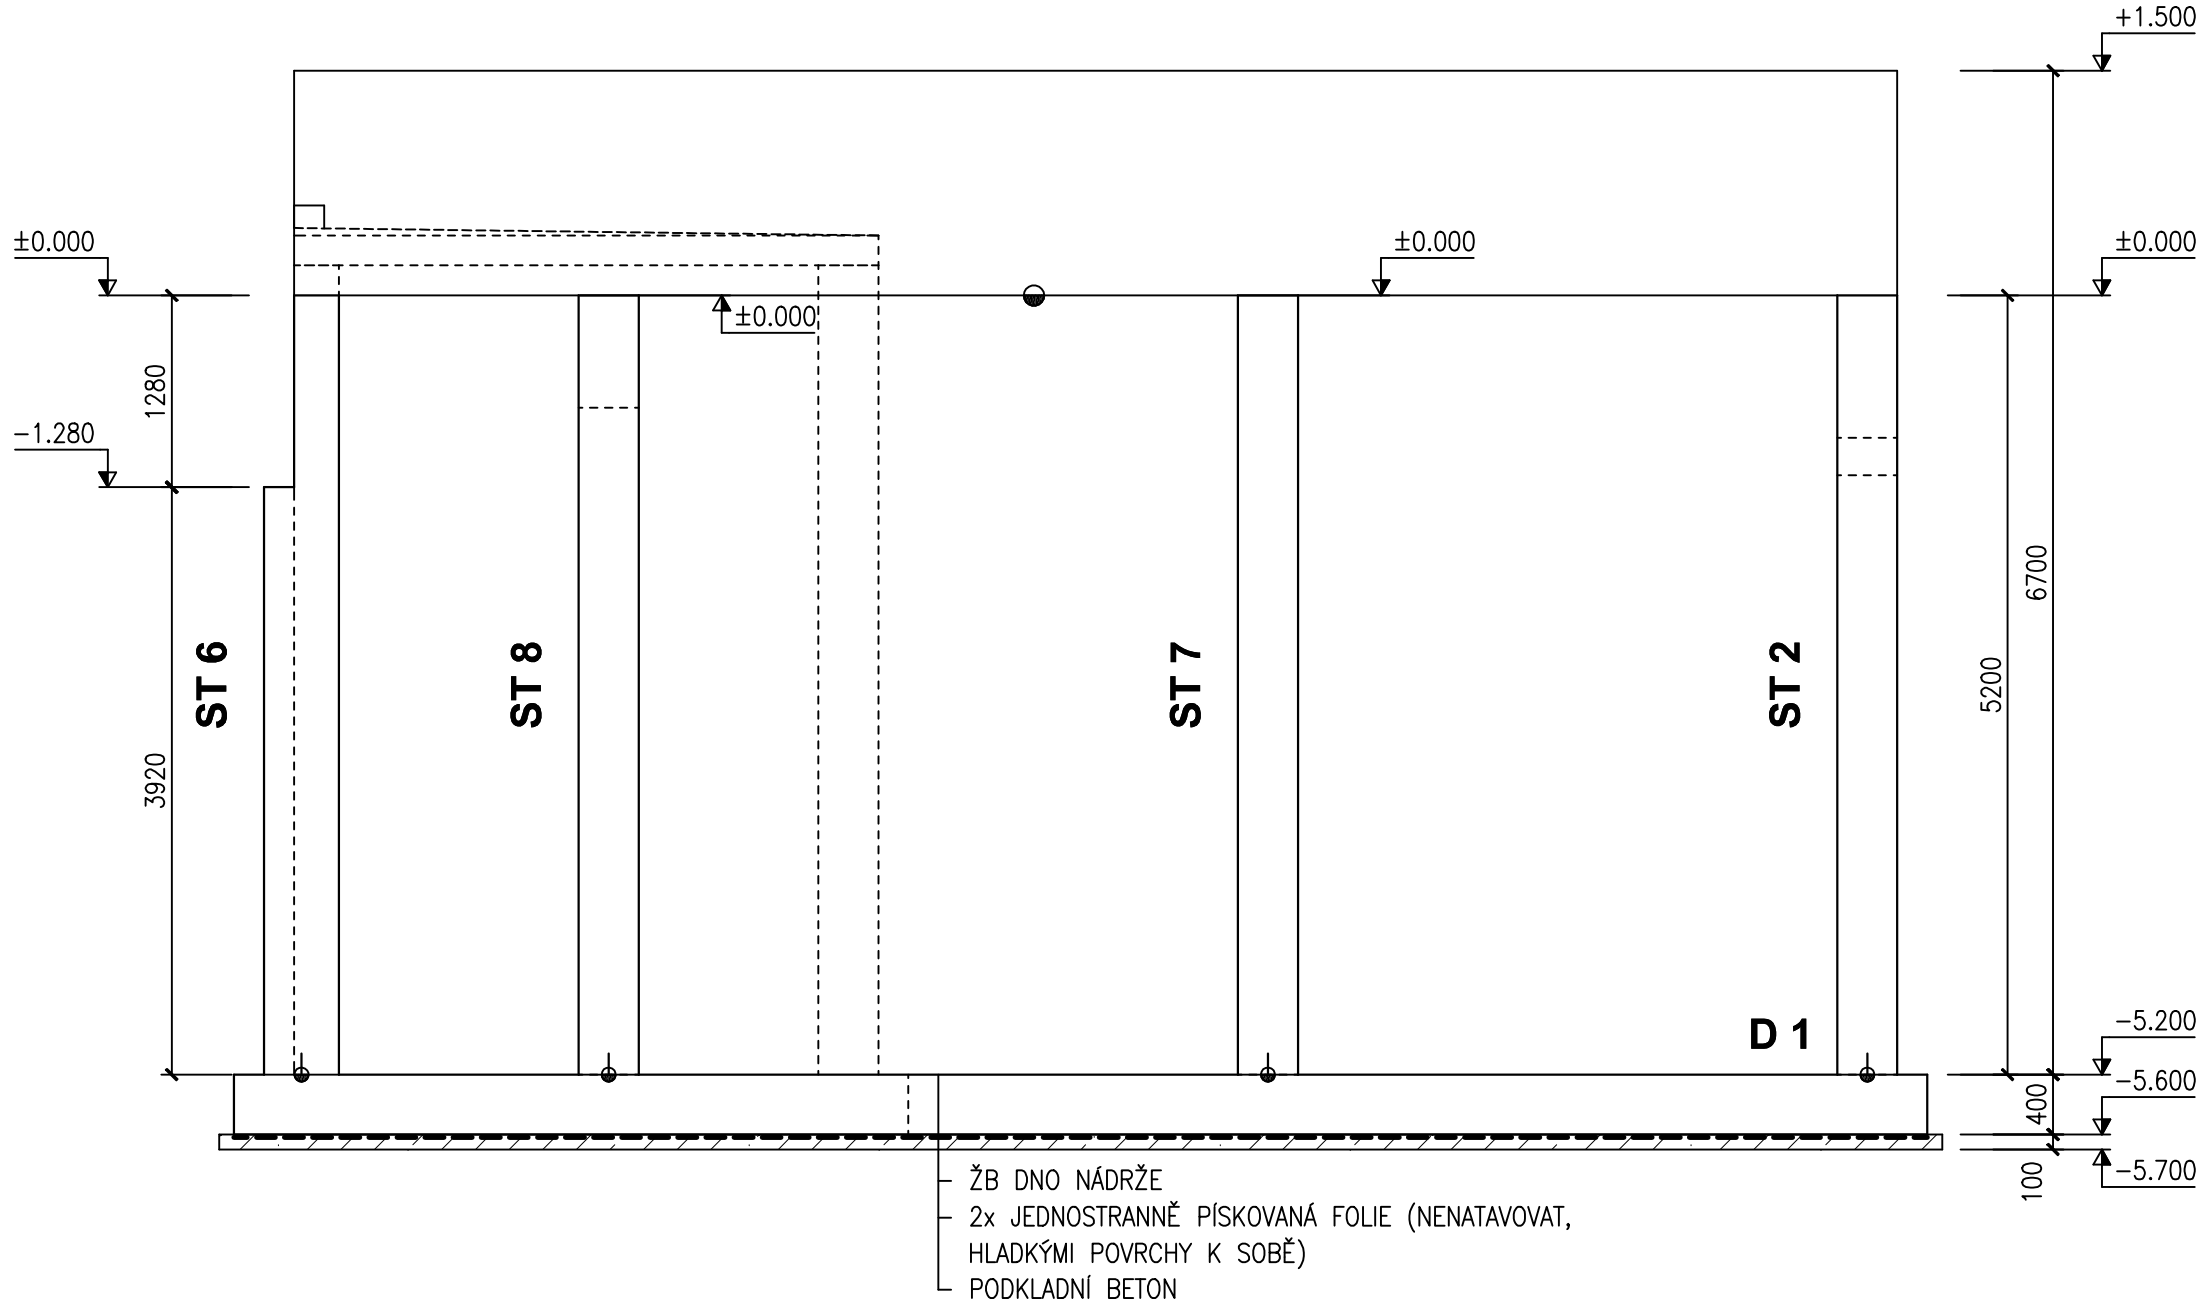 +1.500
±0.000
±0.000
±0.000
±0.000
1280
-1.280
6700
ST 6
ST 8
ST 7
ST 2
5200
3920
D 1
-5.200
-5.600
400
-5.700
100
ŽB DNO NÁDRŽE
2x JEDNOSTRANNĚ PÍSKOVANÁ FOLIE (NENATAVOVAT,
HLADKÝMI POVRCHY K SOBĚ)
PODKLADNÍ BETON